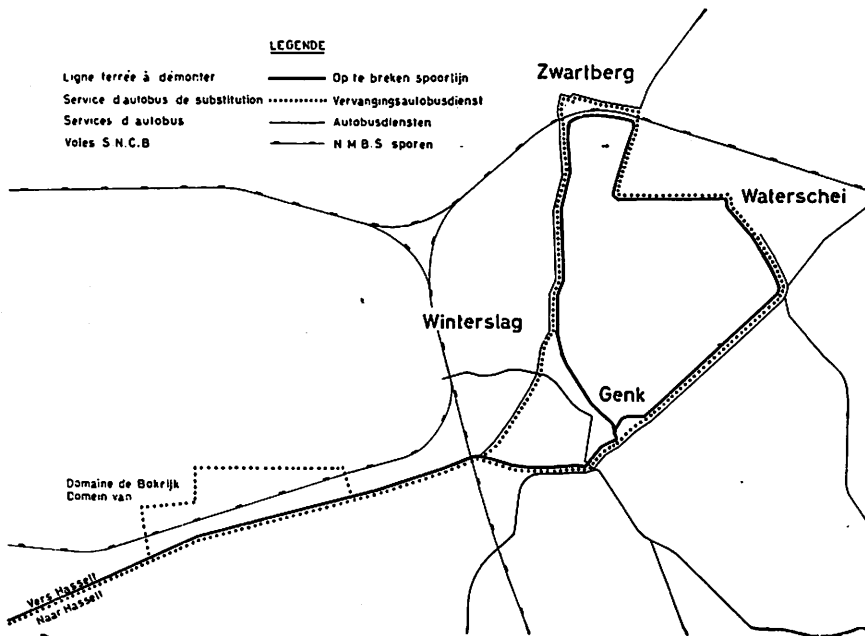 LEGENDE
Ligne ferrée à démonter Op te breken spoorlijn
Service d'autobus de substitution Vervangingsautobusdienst
Services d'autobus Autobusdiensten
Voies S.N.C.B N.M.B.S sporen
Zwartberg
Waterschei
Winterslag
Genk
Domaine de Bokrijk
Domein van
Vers Hasselt
Naar Hasselt